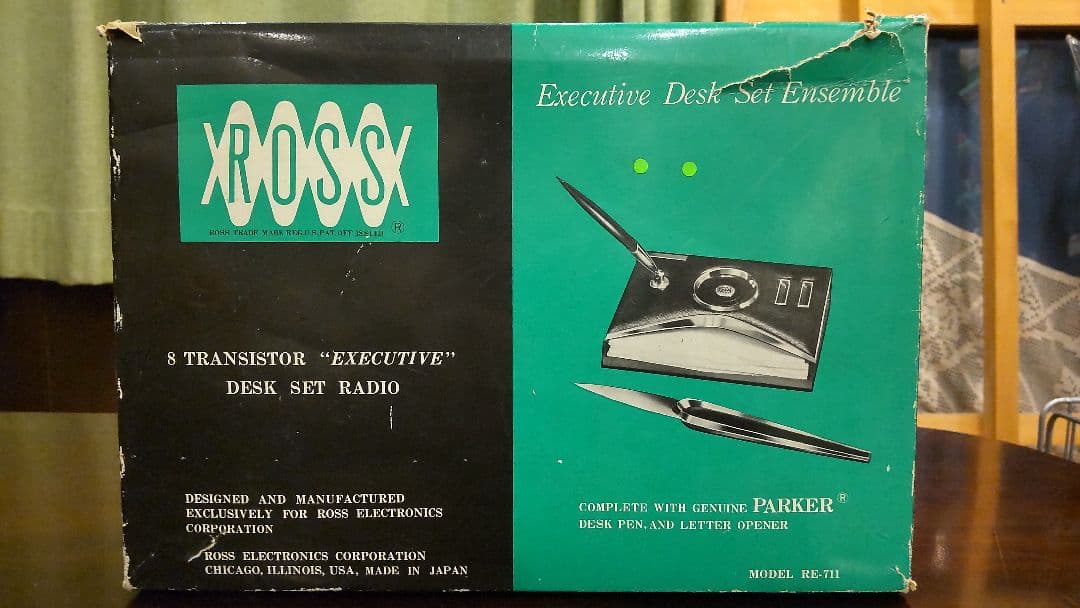 ROSS
ROSS TRADE MARK REG.U.S.PAT.OFF ISSUED ®
8 TRANSISTOR “EXECUTIVE”
DESK SET RADIO
DESIGNED AND MANUFACTURED
EXCLUSIVELY FOR ROSS ELECTRONICS
CORPORATION
ROSS ELECTRONICS CORPORATION
CHICAGO, ILLINOIS, USA, MADE IN JAPAN
Executive Desk Set Ensemble
COMPLETE WITH GENUINE PARKER®
DESK PEN, AND LETTER OPENER
MODEL RE-711